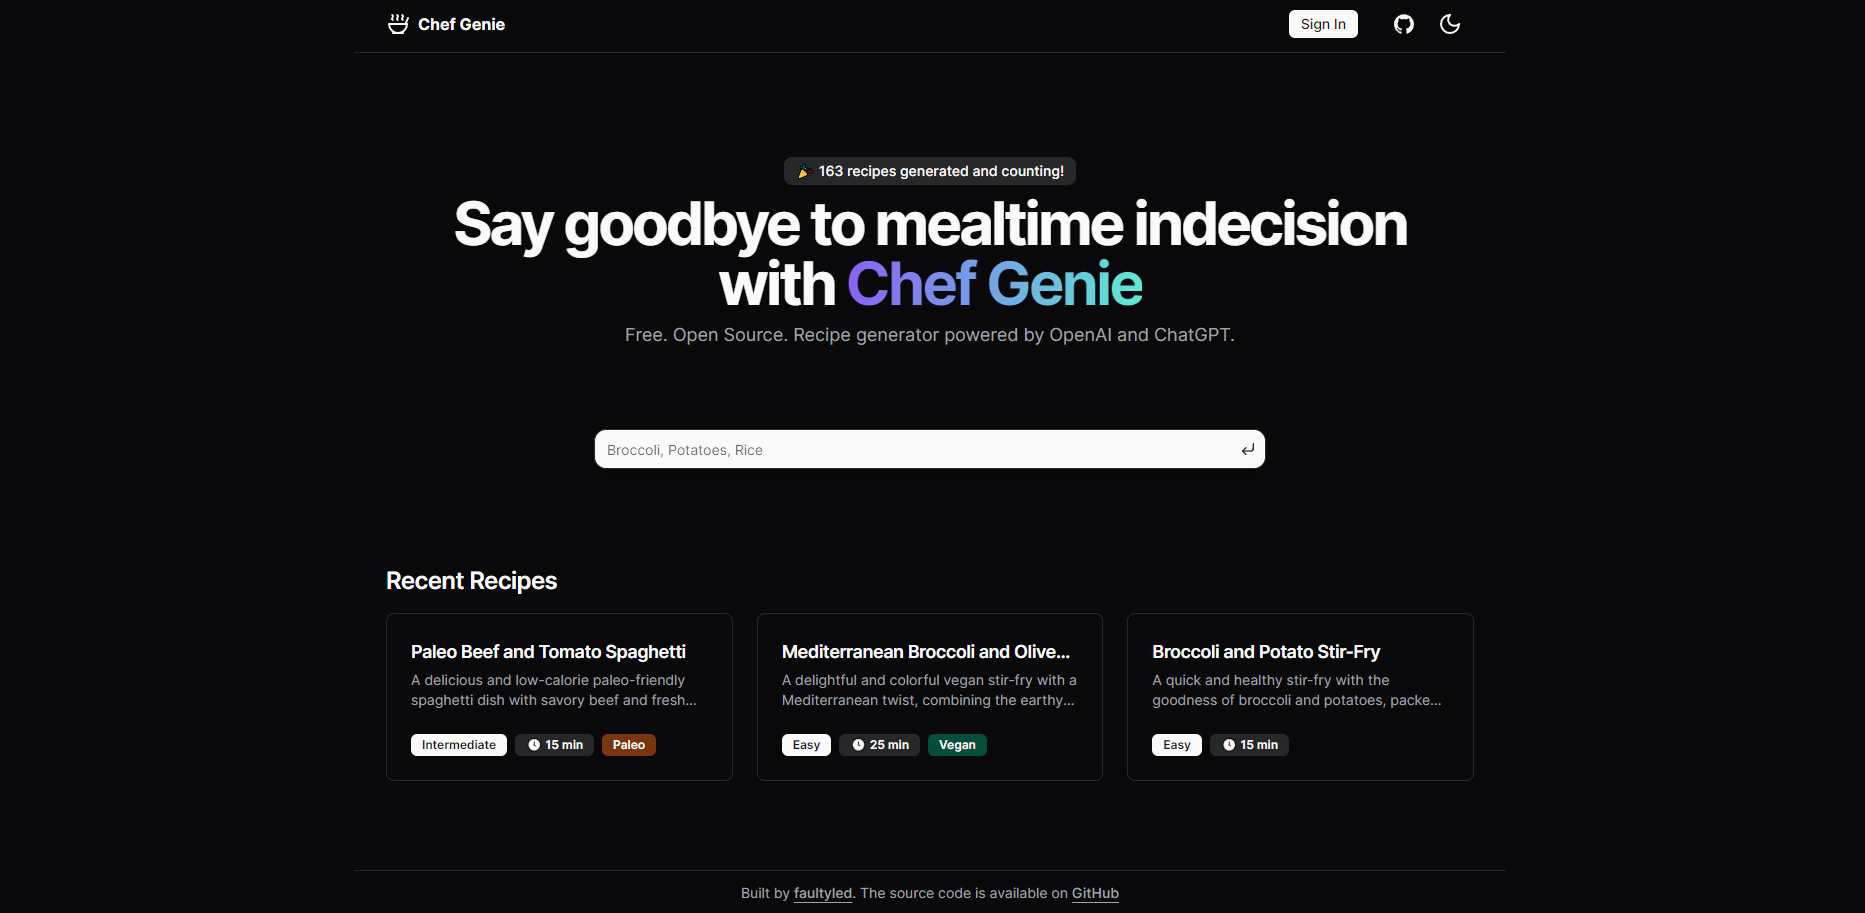 Chef Genie
Sign In
🎉 163 recipes generated and counting!
Say goodbye to mealtime indecision
with Chef Genie
Free. Open Source. Recipe generator powered by OpenAI and ChatGPT.
Broccoli, Potatoes, Rice
Recent Recipes
Paleo Beef and Tomato Spaghetti
A delicious and low-calorie paleo-friendly
spaghetti dish with savory beef and fresh...
Intermediate 15 min Paleo
Mediterranean Broccoli and Olive...
A delightful and colorful vegan stir-fry with a
Mediterranean twist, combining the earthy...
Easy 25 min Vegan
Broccoli and Potato Stir-Fry
A quick and healthy stir-fry with the
goodness of broccoli and potatoes, packe...
Easy 15 min
Built by faultyled. The source code is available on GitHub